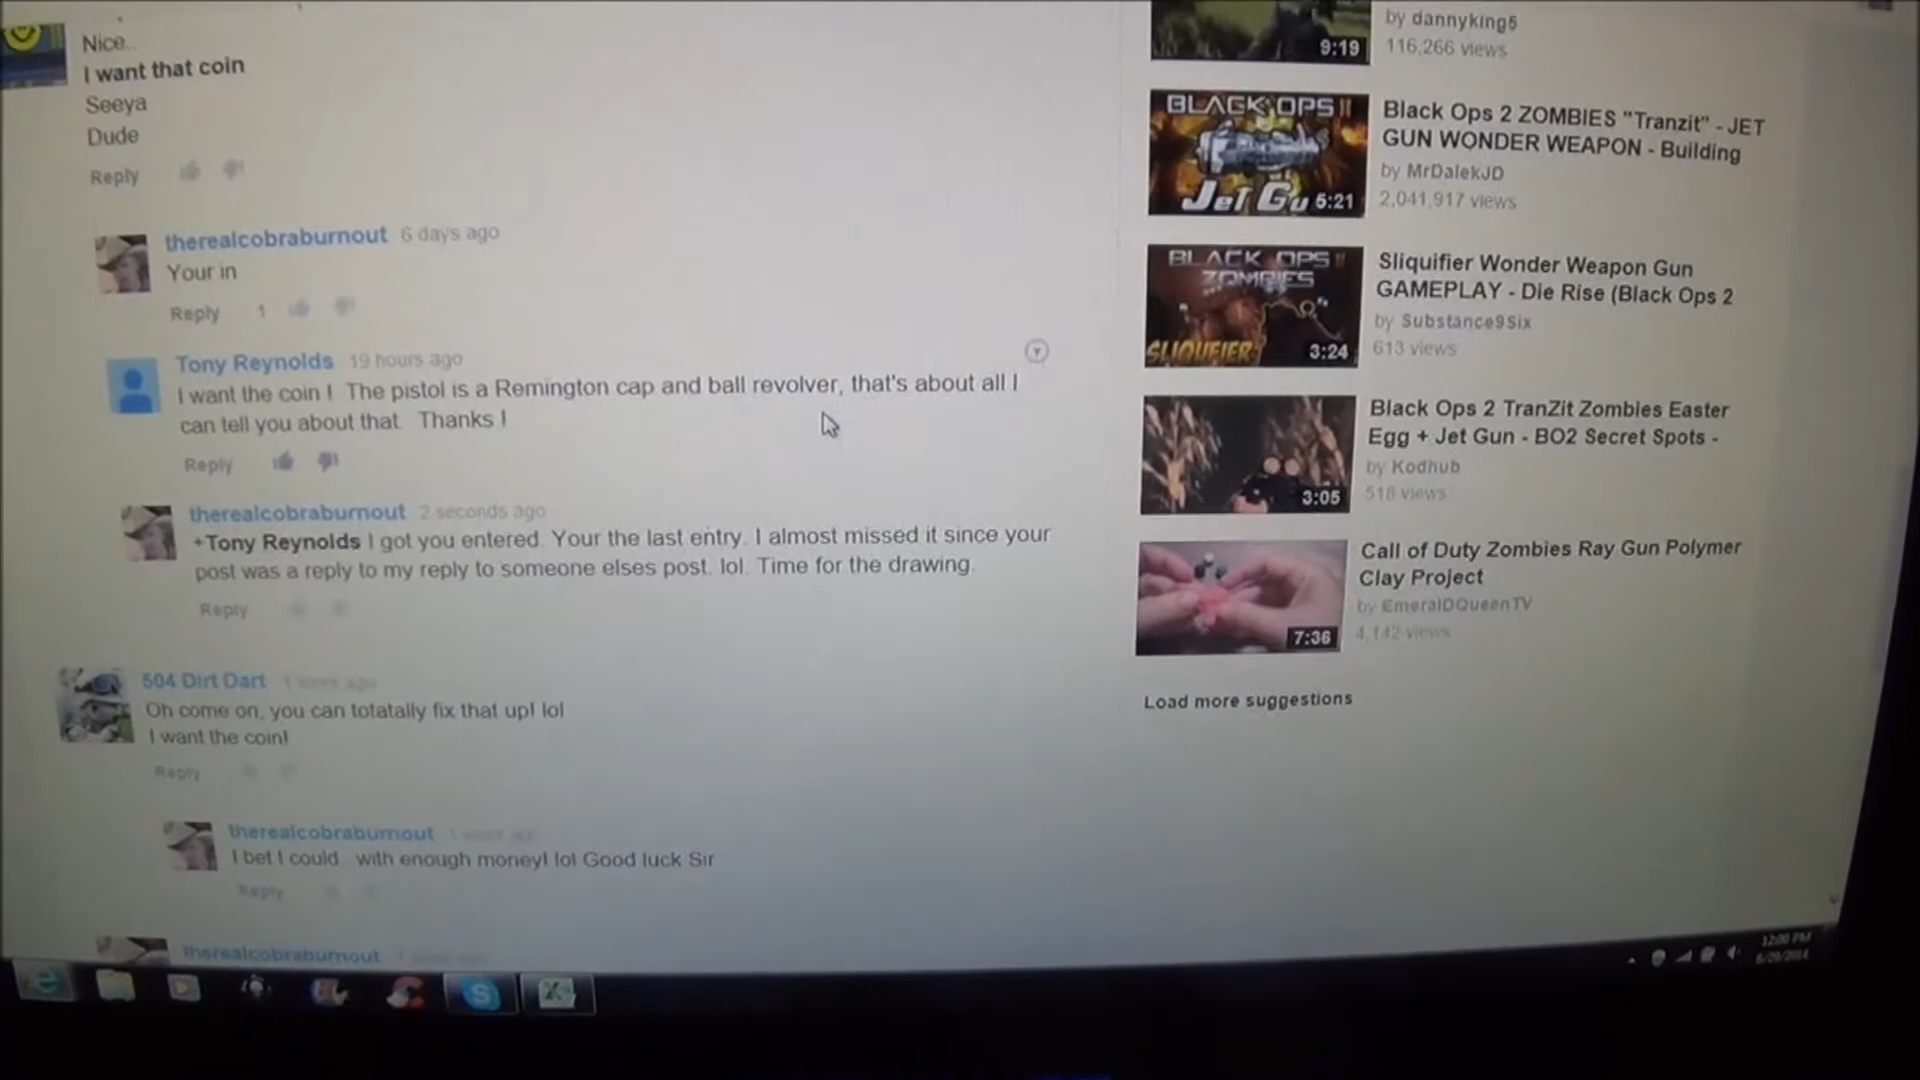 Nice..
I want that coin
Seeya
Dude
Reply
therealcobraburnout 6 days ago
Your in
Reply 1
Tony Reynolds 19 hours ago
I want the coin ! The pistol is a Remington cap and ball revolver, that's about all I
can tell you about that. Thanks !
Reply
therealcobraburnout 2 seconds ago
+Tony Reynolds I got you entered. Your the last entry. I almost missed it since your
post was a reply to my reply to someone elses post. lol. Time for the drawing.
Reply
504 Dirt Dart 1 week ago
Oh come on, you can totatally fix that up! lol
I want the coin!
Reply
therealcobraburnout
I bet I could.. with enough money! lol Good luck Sir
Reply
therealcobraburnout
9:19
by dannyking5
116,266 views
BLACK OPS II
Jet Gu 5:21
Black Ops 2 ZOMBIES "Tranzit" - JET
GUN WONDER WEAPON - Building
by MrDalekJD
2,041,917 views
BLACK OPS II
ZOMBIES
SLIQUFIER 3:24
Sliquifier Wonder Weapon Gun
GAMEPLAY - Die Rise (Black Ops 2
by Substance9Six
613 views
3:05
Black Ops 2 TranZit Zombies Easter
Egg + Jet Gun - BO2 Secret Spots -
by Kodhub
518 views
7:36
Call of Duty Zombies Ray Gun Polymer
Clay Project
by EmeralDQueenTV
4,142 views
Load more suggestions
12:00 PM
6/29/2014